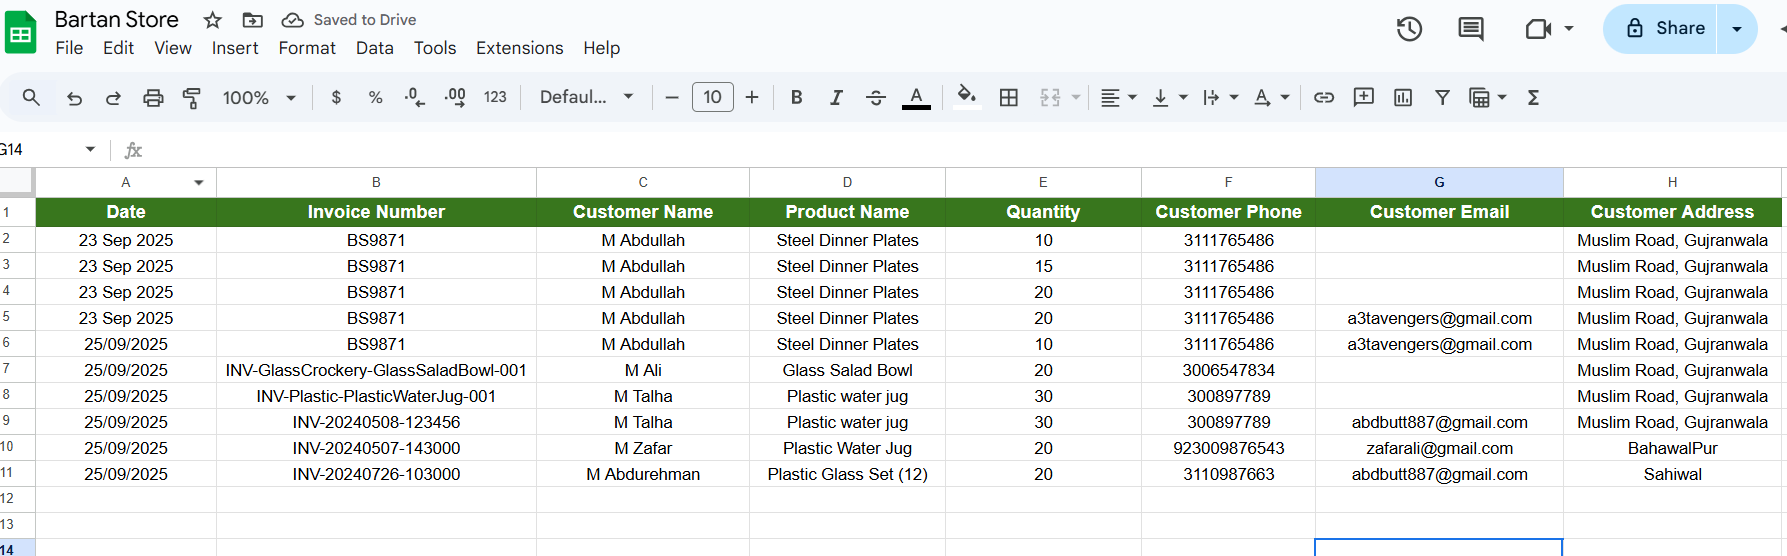 Bartan Store Saved to Drive
File Edit View Insert Format Data Tools Extensions Help
Share
100% $ % .0 .00 123 Defaul... 10 B I S A Σ
G14 fx
A B C D E F G H
1 Date Invoice Number Customer Name Product Name Quantity Customer Phone Customer Email Customer Address
2 23 Sep 2025 BS9871 M Abdullah Steel Dinner Plates 10 3111765486 Muslim Road, Gujranwala
3 23 Sep 2025 BS9871 M Abdullah Steel Dinner Plates 15 3111765486 Muslim Road, Gujranwala
4 23 Sep 2025 BS9871 M Abdullah Steel Dinner Plates 20 3111765486 Muslim Road, Gujranwala
5 23 Sep 2025 BS9871 M Abdullah Steel Dinner Plates 20 3111765486 a3tavengers@gmail.com Muslim Road, Gujranwala
6 25/09/2025 BS9871 M Abdullah Steel Dinner Plates 10 3111765486 a3tavengers@gmail.com Muslim Road, Gujranwala
7 25/09/2025 INV-GlassCrockery-GlassSaladBowl-001 M Ali Glass Salad Bowl 20 3006547834 Muslim Road, Gujranwala
8 25/09/2025 INV-Plastic-PlasticWaterJug-001 M Talha Plastic water jug 30 300897789 Muslim Road, Gujranwala
9 25/09/2025 INV-20240508-123456 M Talha Plastic water jug 30 300897789 abdbutt887@gmail.com Muslim Road, Gujranwala
10 25/09/2025 INV-20240507-143000 M Zafar Plastic Water Jug 20 923009876543 zafarali@gmail.com BahawalPur
11 25/09/2025 INV-20240726-103000 M Abdurehman Plastic Glass Set (12) 20 3110987663 abdbutt887@gmail.com Sahiwal
12
13
14